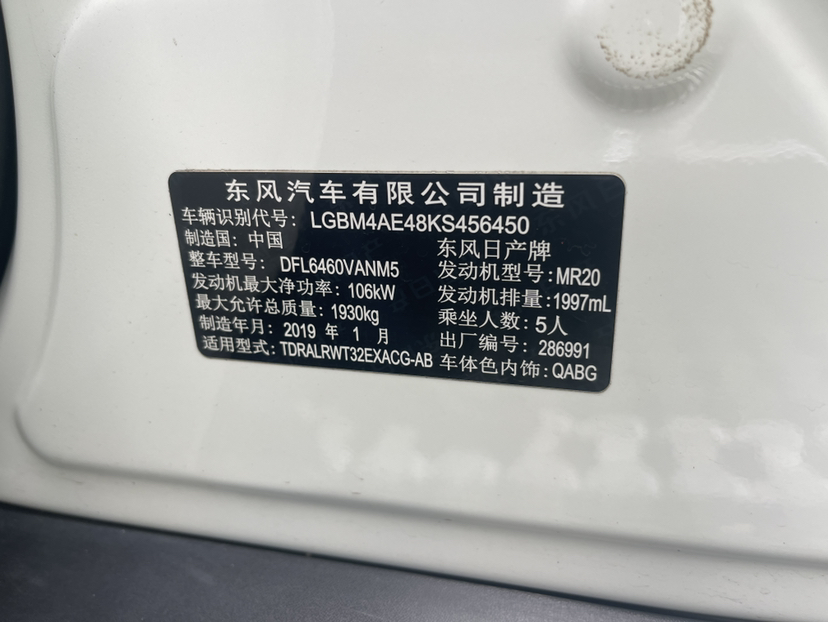 东风汽车有限公司制造
车辆识别代号: LGBM4AE48KS456450
制造国: 中国 东风日产牌
整车型号: DFL6460VANM5 发动机型号: MR20
发动机最大净功率: 106kW 发动机排量: 1997mL
最大允许总质量: 1930kg 乘坐人数: 5人
制造年月: 2019 年 1 月 出厂编号: 286991
适用型式: TDRALRWT32EXACG-AB 车体色内饰: QABG